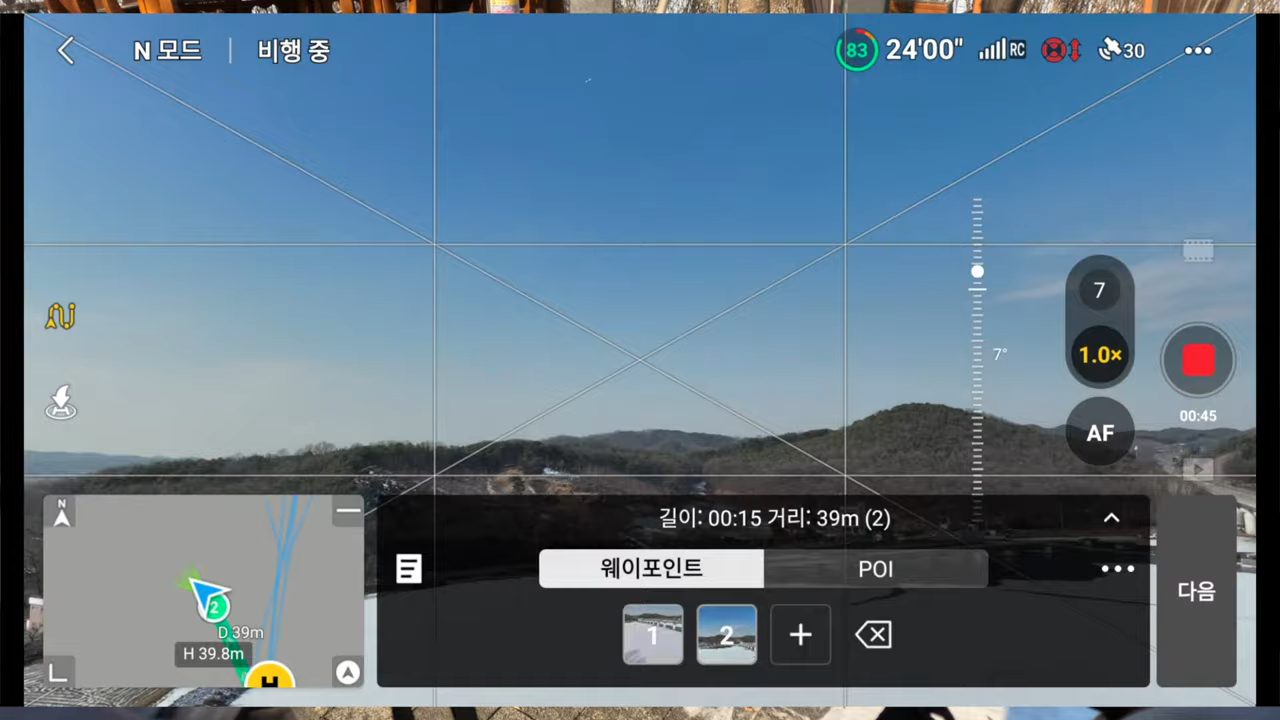 N 모드 | 비행 중
83 24'00" RC 30
7
7° 1.0×
00:45
AF
N
길이: 00:15 거리: 39m (2)
웨이포인트 POI
다음
1 2 +
2
D 39m
H 39.8m
H